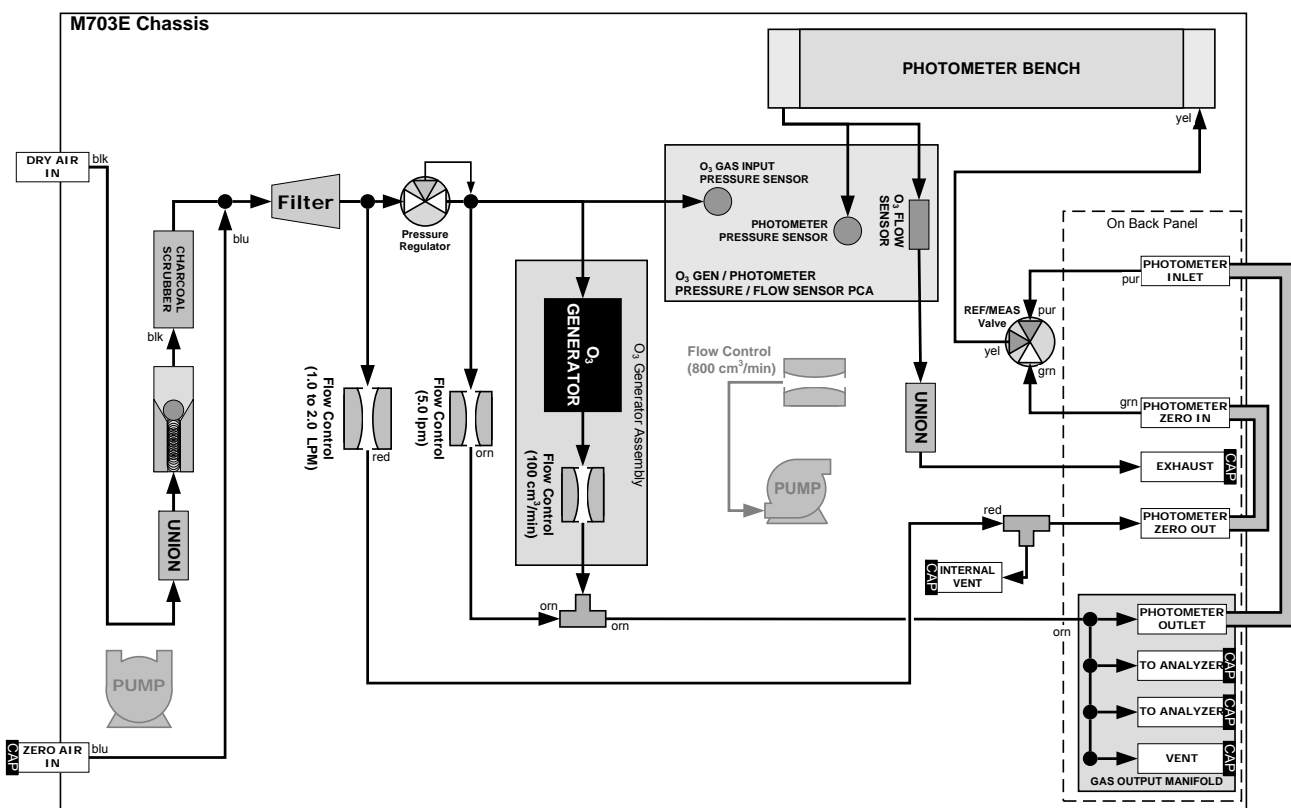 M703E Chassis
PHOTOMETER BENCH
yel
DRY AIR
IN
blk
O3 GAS INPUT
PRESSURE SENSOR
O3 FLOW
SENSOR
PHOTOMETER
PRESSURE SENSOR
O3 GEN / PHOTOMETER
PRESSURE / FLOW SENSOR PCA
Filter
Pressure
Regulator
blu
CHARCOAL
SCRUBBER
blk
UNION
O3
GENERATOR
O3 Generator Assembly
Flow Control
(1.0 to 2.0 LPM)
red
Flow Control
(5.0 lpm)
orn
Flow Control
(100 cm3/min)
Flow Control
(800 cm3/min)
PUMP
UNION
On Back Panel
PHOTOMETER
INLET
pur
pur
REF/MEAS
Valve
yel
grn
grn
PHOTOMETER
ZERO IN
EXHAUST
CAP
red
PHOTOMETER
ZERO OUT
CAP
INTERNAL
VENT
orn
orn
orn
PHOTOMETER
OUTLET
TO ANALYZER
CAP
TO ANALYZER
CAP
VENT
CAP
GAS OUTPUT MANIFOLD
PUMP
CAP
ZERO AIR
IN
blu